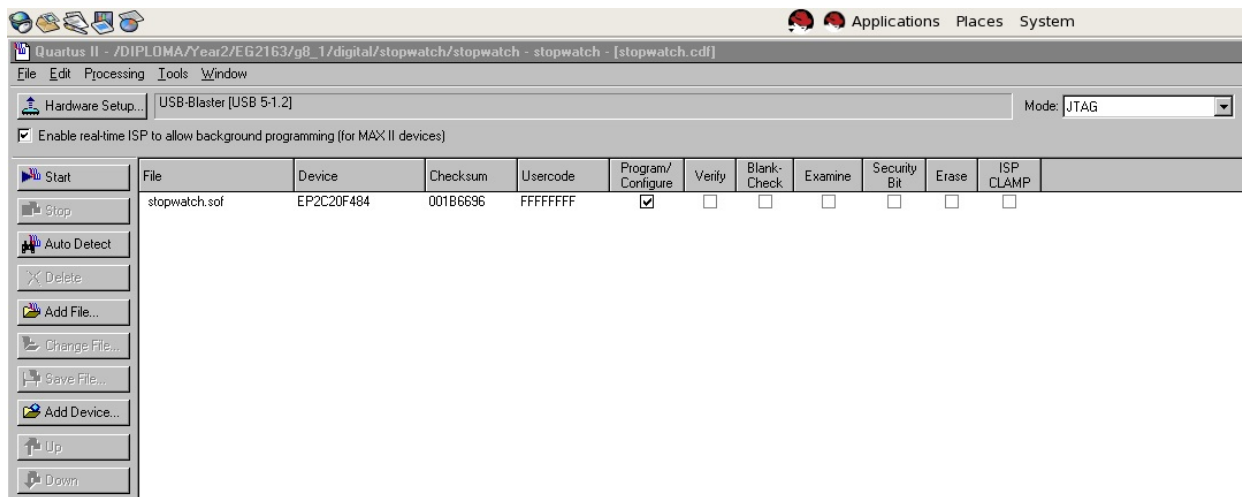 Applications Places System
Quartus II - /DIPLOMA/Year2/EG2163/g8_1/digital/stopwatch/stopwatch - stopwatch - [stopwatch.cdf]
File Edit Processing Tools Window
Hardware Setup... USB-Blaster [USB 5-1.2] Mode: JTAG
Enable real-time ISP to allow background programming (for MAX II devices)
Start
Stop
Auto Detect
Delete
Add File...
Change File...
Save File...
Add Device...
Up
Down
File Device Checksum Usercode Program/ Configure Verify Blank- Check Examine Security Bit Erase ISP CLAMP
stopwatch.sof EP2C20F484 001B6696 FFFFFFFF